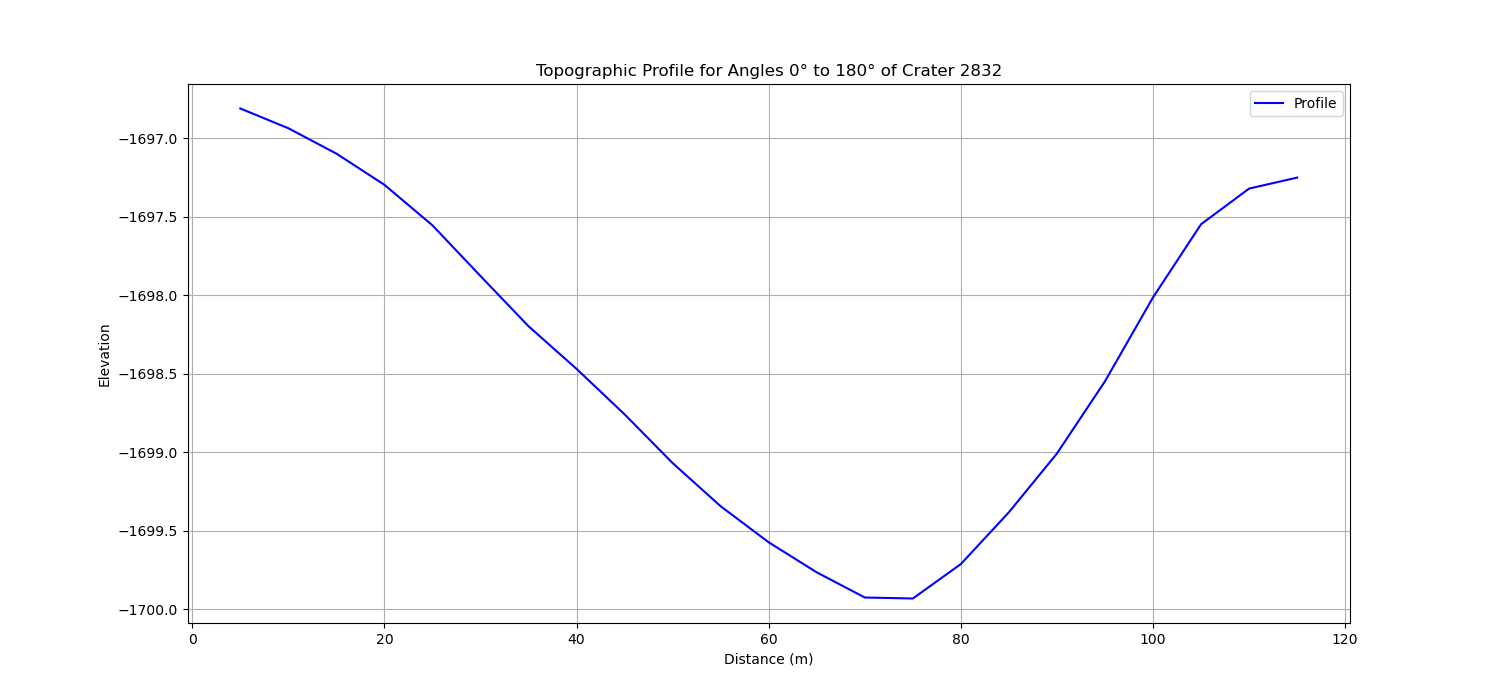 Topographic Profile for Angles 0° to 180° of Crater 2832
Profile
−1697.0
−1697.5
−1698.0
−1698.5
−1699.0
−1699.5
−1700.0
Elevation
0 20 40 60 80 100 120
Distance (m)